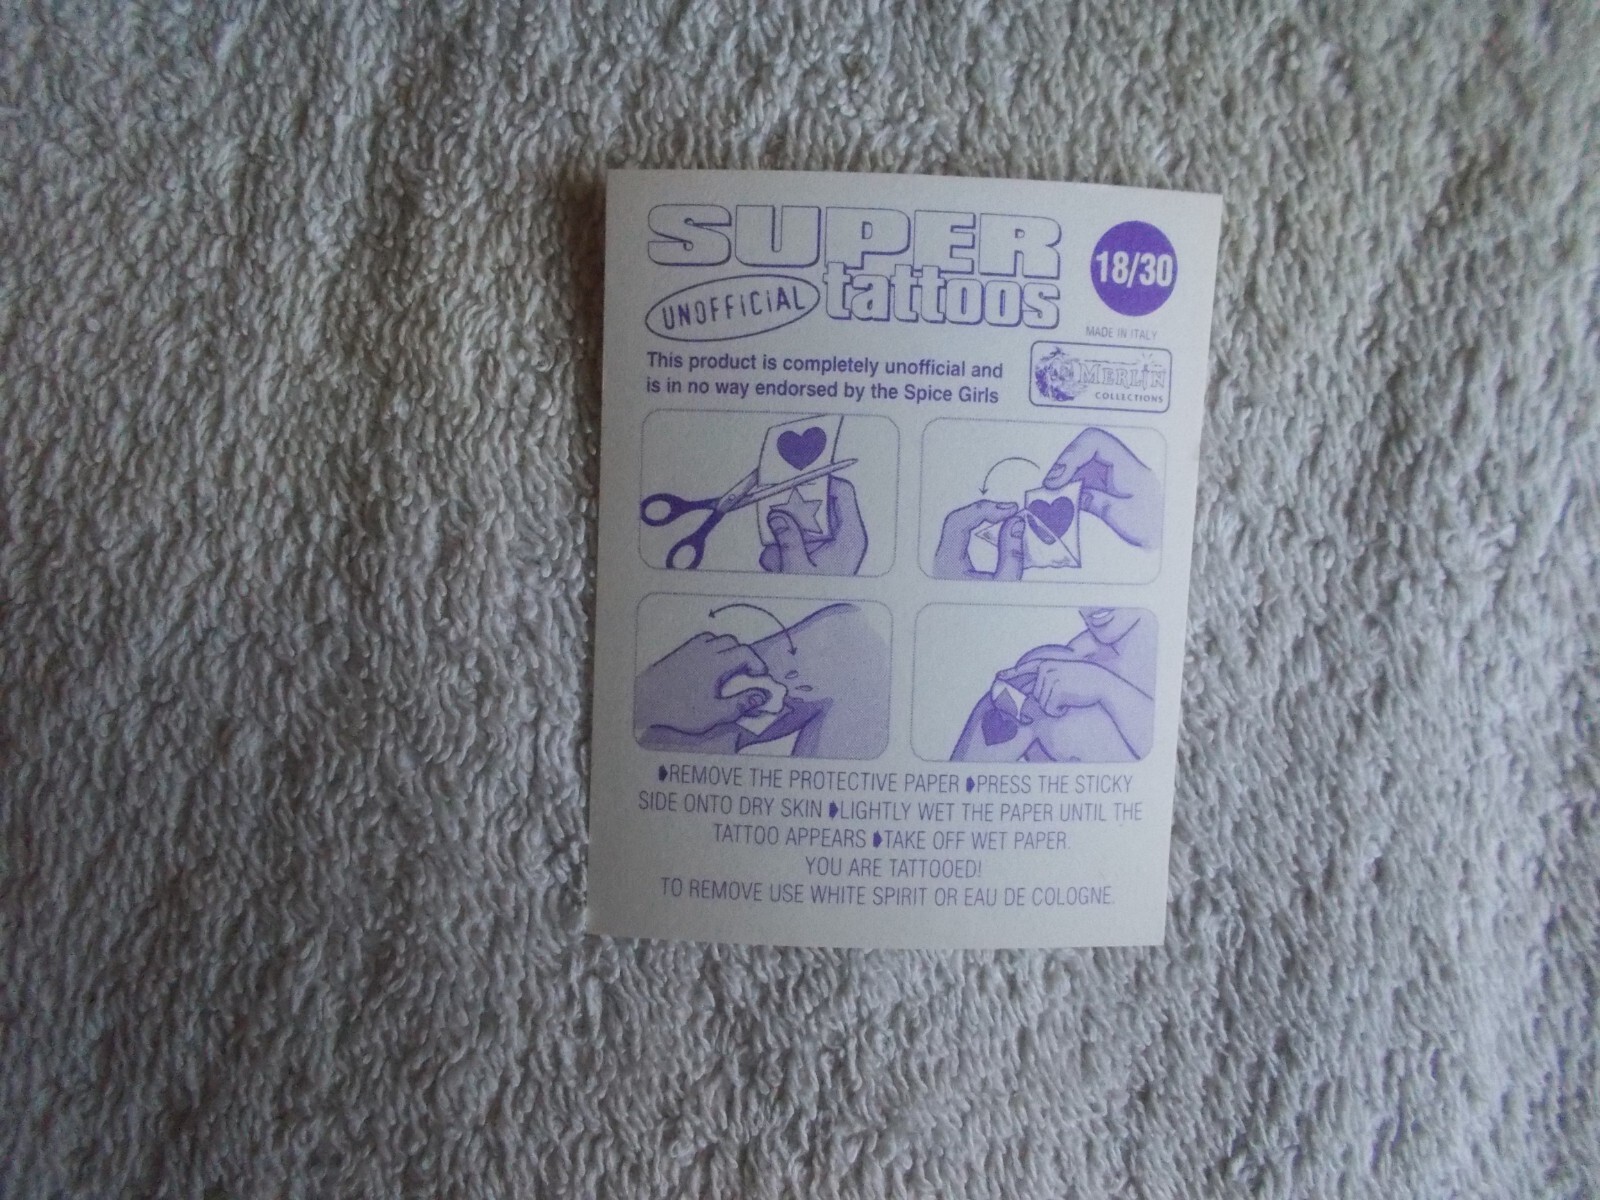 SUPER
UNOFFICIAL tattoos
18/30
MADE IN ITALY
MERLIN
COLLECTIONS
This product is completely unofficial and
is in no way endorsed by the Spice Girls
REMOVE THE PROTECTIVE PAPER PRESS THE STICKY
SIDE ONTO DRY SKIN LIGHTLY WET THE PAPER UNTIL THE
TATTOO APPEARS TAKE OFF WET PAPER.
YOU ARE TATTOOED!
TO REMOVE USE WHITE SPIRIT OR EAU DE COLOGNE.